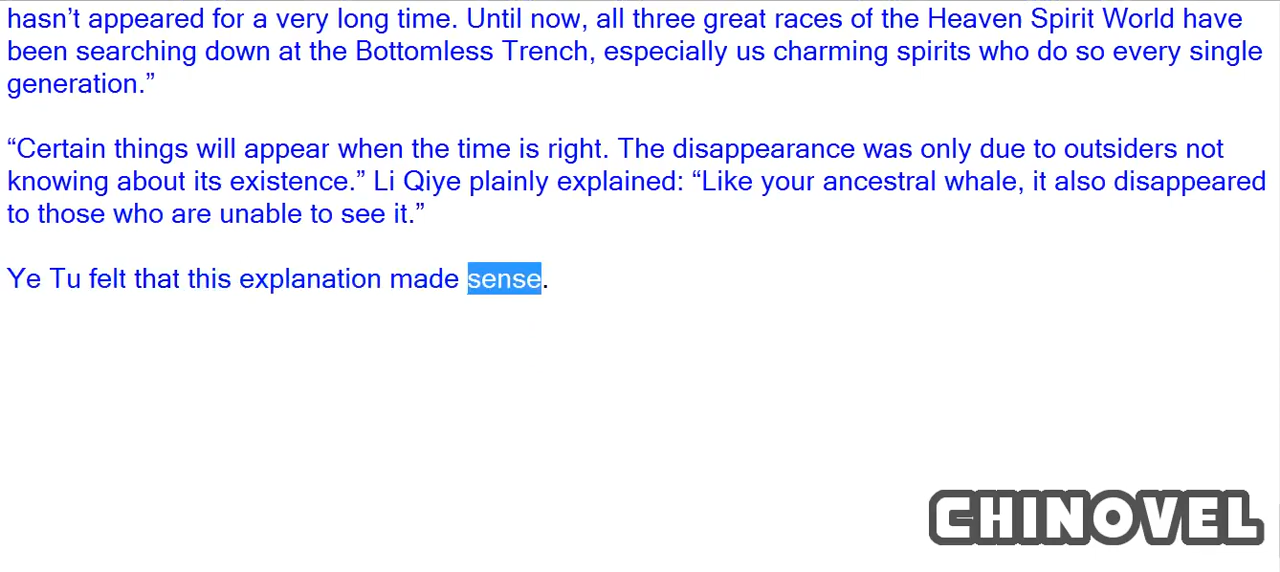 hasn’t appeared for a very long time. Until now, all three great races of the Heaven Spirit World have
been searching down at the Bottomless Trench, especially us charming spirits who do so every single
generation.”
“Certain things will appear when the time is right. The disappearance was only due to outsiders not
knowing about its existence.” Li Qiye plainly explained: “Like your ancestral whale, it also disappeared
to those who are unable to see it.”
Ye Tu felt that this explanation made sense.
CHINOVEL